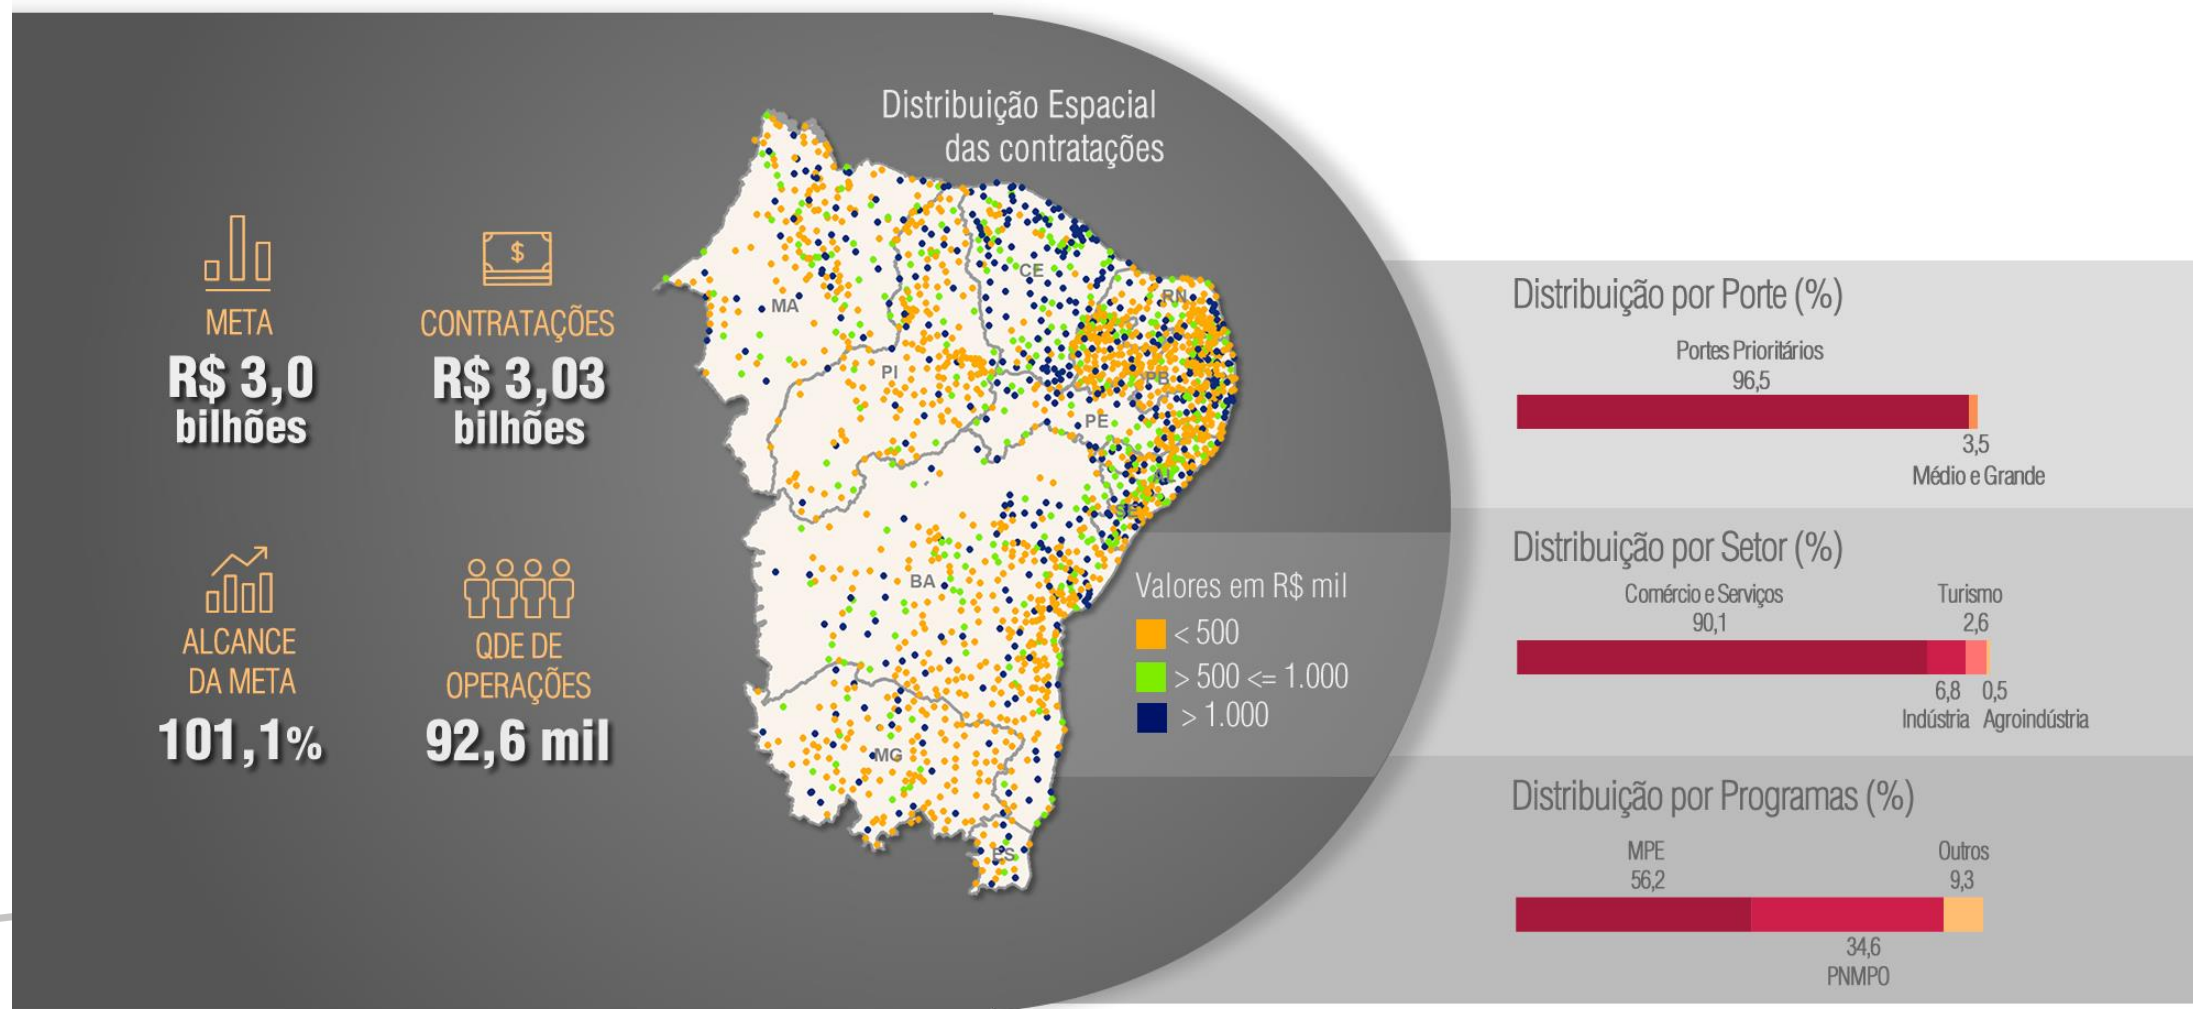 Distribuição Espacial
das contratações
META
R$ 3,0
bilhões
CONTRATAÇÕES
R$ 3,03
bilhões
ALCANCE
DA META
101,1%
QDE DE
OPERAÇÕES
92,6 mil
MA
PI
CE
RN
PB
PE
AL
SE
BA
MG
ES
Valores em R$ mil
< 500
> 500 <= 1.000
> 1.000
Distribuição por Porte (%)
Portes Prioritários
96,5
3,5
Médio e Grande
Distribuição por Setor (%)
Comércio e Serviços
90,1
Turismo
2,6
6,8
Indústria
0,5
Agroindústria
Distribuição por Programas (%)
MPE
56,2
Outros
9,3
34,6
PNMPO